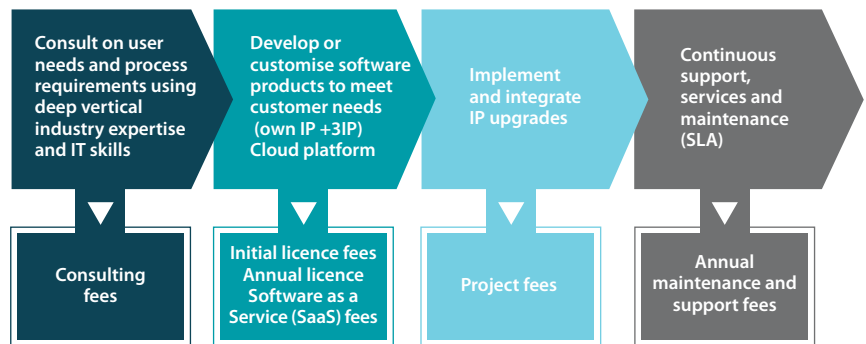 Consult on user
needs and process
requirements using
deep vertical
industry expertise
and IT skills
Develop or
customise software
products to meet
customer needs
(own IP +3IP)
Cloud platform
Implement
and integrate
IP upgrades
Continuous
support,
services and
maintenance
(SLA)
Consulting
fees
Initial licence fees
Annual licence
Software as a
Service (SaaS) fees
Project fees
Annual
maintenance and
support fees